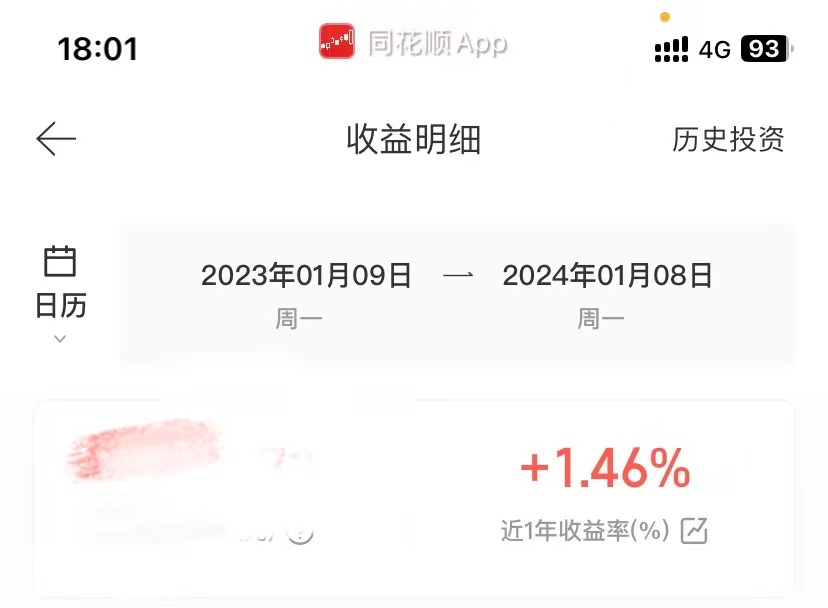 18:01 同花顺 App 4G 93
收益明细 历史投资
日历
2023年01月09日 — 2024年01月08日
周一 周一
+1.46%
近1年收益率(%)